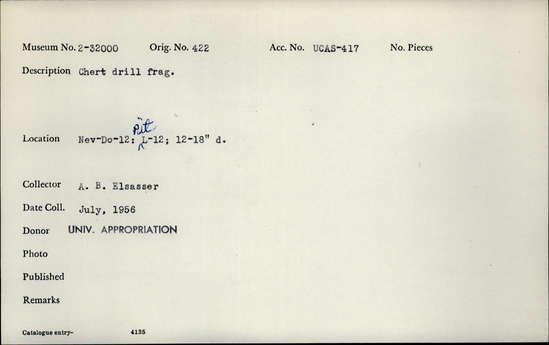 Museum No. 2-32000 Orig. No. 422 Acc. No. UCAS-417 No. Pieces
Description Chert drill frag.
Location Nev-Do-12: Pit L-12; 12-18" d.
Collector A. B. Elsasser
Date Coll. July, 1956
Donor UNIV. APPROPRIATION
Photo
Published
Remarks
Catalogue entry- 4135